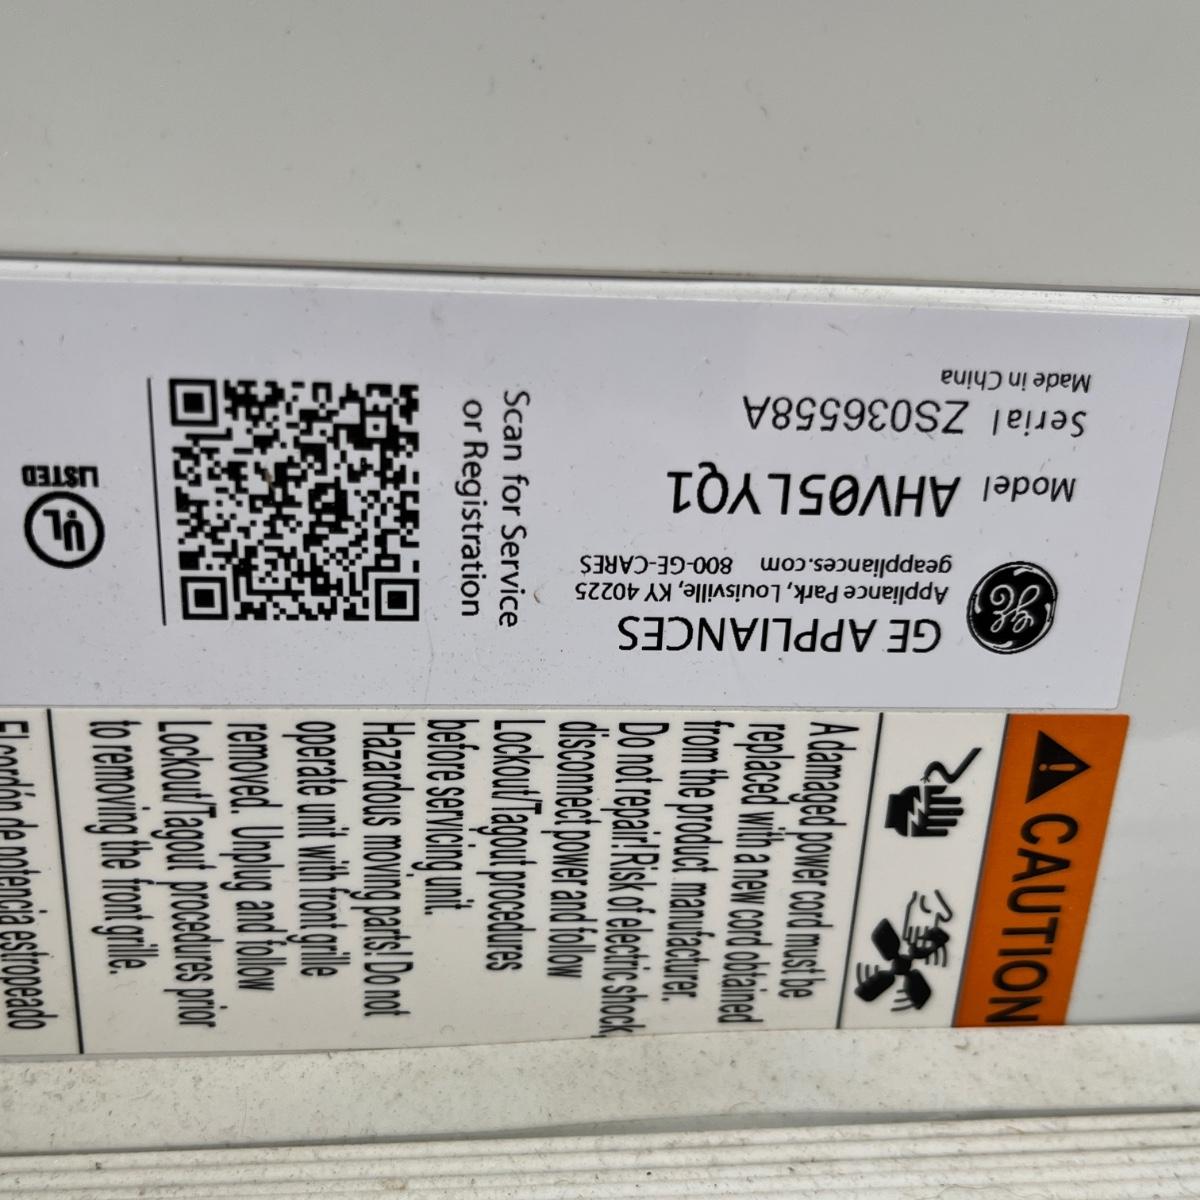 GE APPLIANCES
Appliance Park, Louisville, KY 40225
geappliances.com 800-GE-CARES
Model AHV05LYQ1
Serial ZS036558A
Made in China
Scan for Service
or Registration
UL
LISTED
CAUTION
A damaged power cord must be
replaced with a new cord obtained
from the product manufacturer.
Do not repair! Risk of electric shock,
disconnect power and follow
Lockout/Tagout procedures
before servicing unit.
Hazardous moving parts! Do not
operate unit with front grille
removed. Unplug and follow
Lockout/Tagout procedures prior
to removing the front grille.
El cordón de potencia estropeado